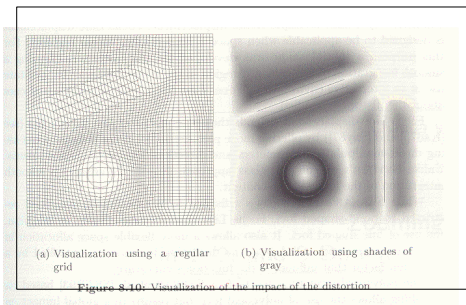 (a) Visualization using a regular
grid
(b) Visualization using shades of
gray
Figure 8.10: Visualization of the impact of the distortion